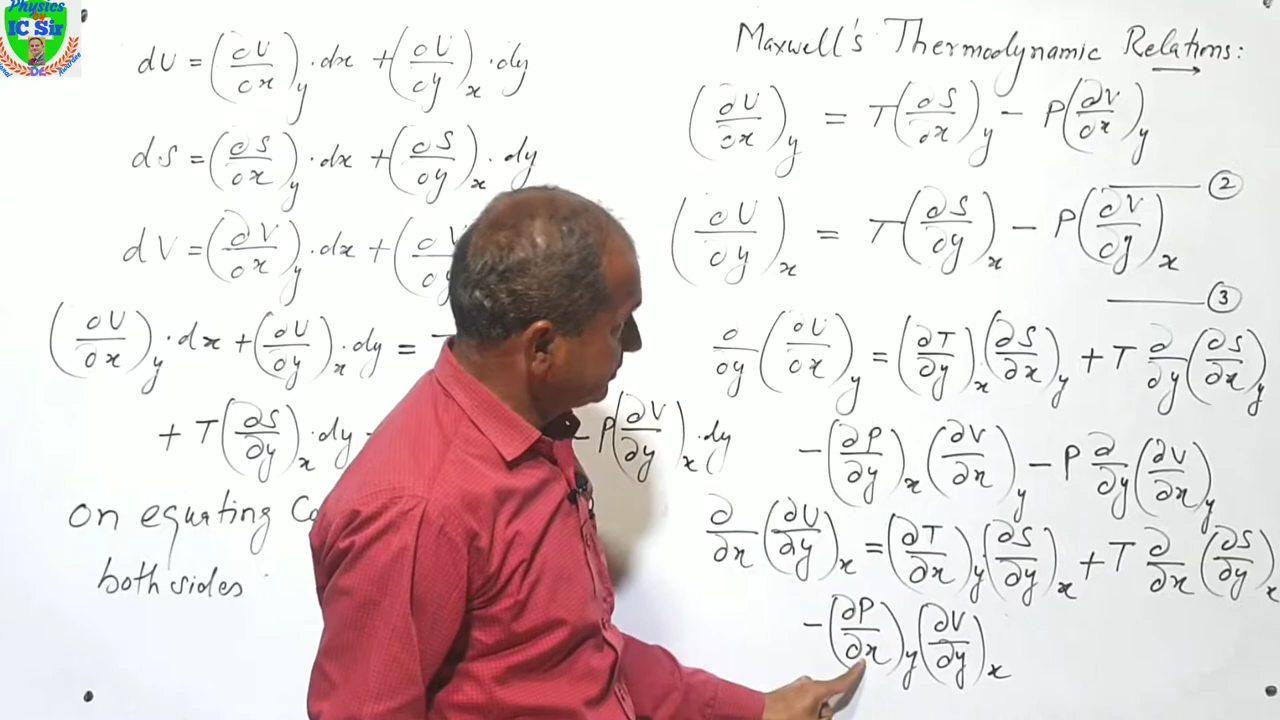 Physics
by
IC Sir
dU = (∂U/∂x)y · dx + (∂U/∂y)x · dy
dS = (∂S/∂x)y · dx + (∂S/∂y)x · dy
dV = (∂V/∂x)y · dx + (
(∂U/∂x)y · dx + (∂U/∂y)x · dy =
+ T(∂S/∂y)x · dy - P(∂V/∂y)x · dy
on equating
both sides
Maxwell's Thermodynamic Relations:
(∂U/∂x)y = T(∂S/∂x)y - P(∂V/∂x)y
②
(∂U/∂y)x = T(∂S/∂y)x - P(∂V/∂y)x
③
∂/∂y(∂U/∂x)y = (∂T/∂y)x(∂S/∂x)y + T ∂/∂y(∂S/∂x)y
-(∂P/∂y)x(∂V/∂x)y - P ∂/∂y(∂V/∂x)y
∂/∂x(∂U/∂y)x = (∂T/∂x)y(∂S/∂y)x + T ∂/∂x(∂S/∂y)x
-(∂P/∂x)y(∂V/∂y)x